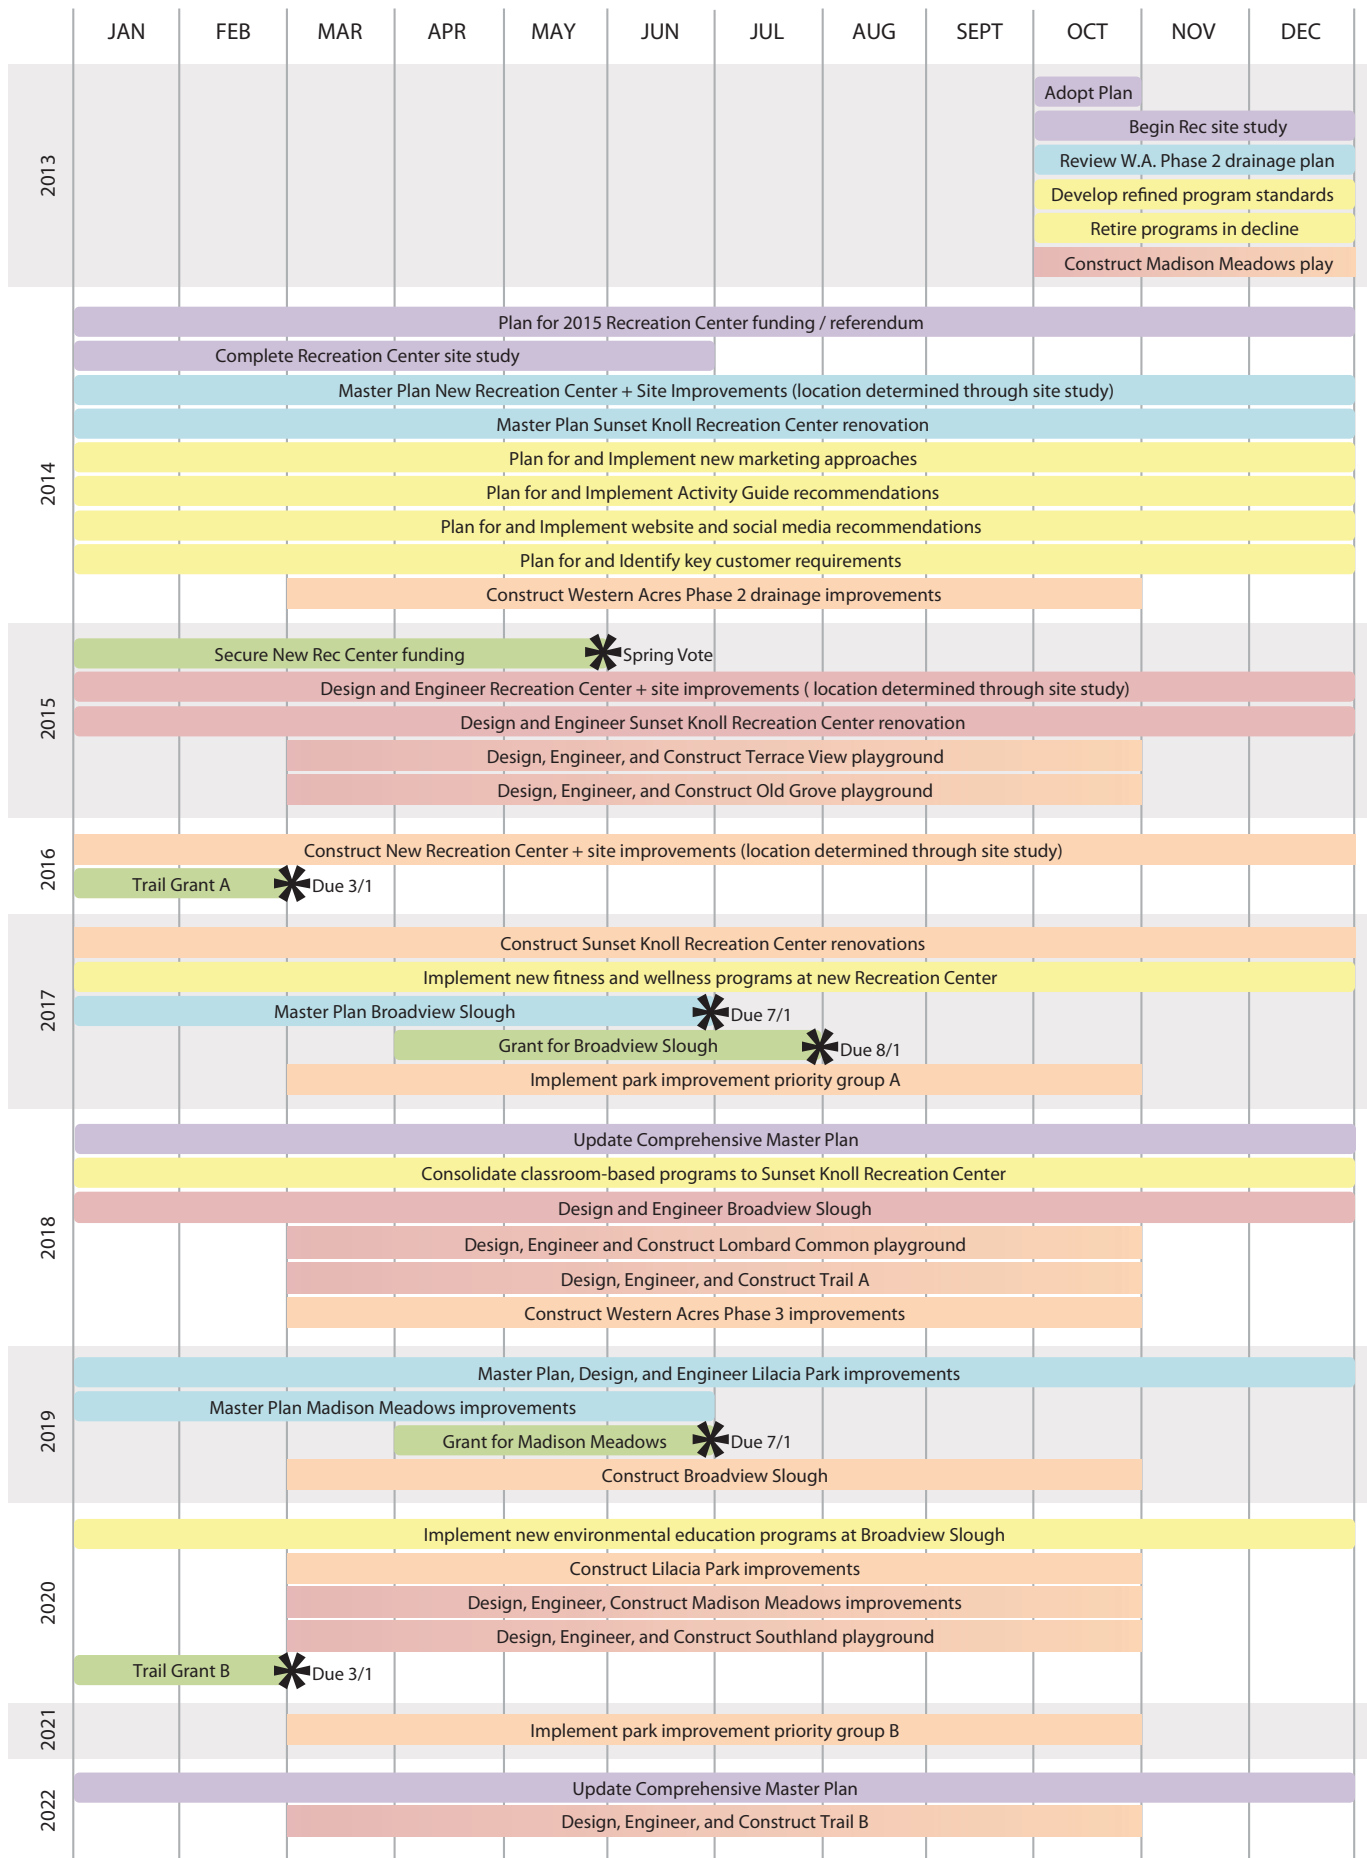 JAN FEB MAR APR MAY JUN JUL AUG SEPT OCT NOV DEC
2013
Adopt Plan
Begin Rec site study
Review W.A. Phase 2 drainage plan
Develop refined program standards
Retire programs in decline
Construct Madison Meadows play
2014
Plan for 2015 Recreation Center funding / referendum
Complete Recreation Center site study
Master Plan New Recreation Center + Site Improvements (location determined through site study)
Master Plan Sunset Knoll Recreation Center renovation
Plan for and Implement new marketing approaches
Plan for and Implement Activity Guide recommendations
Plan for and Implement website and social media recommendations
Plan for and Identify key customer requirements
Construct Western Acres Phase 2 drainage improvements
2015
Secure New Rec Center funding Spring Vote
Design and Engineer Recreation Center + site improvements ( location determined through site study)
Design and Engineer Sunset Knoll Recreation Center renovation
Design, Engineer, and Construct Terrace View playground
Design, Engineer, and Construct Old Grove playground
2016
Construct New Recreation Center + site improvements (location determined through site study)
Trail Grant A Due 3/1
2017
Construct Sunset Knoll Recreation Center renovations
Implement new fitness and wellness programs at new Recreation Center
Master Plan Broadview Slough Due 7/1
Grant for Broadview Slough Due 8/1
Implement park improvement priority group A
2018
Update Comprehensive Master Plan
Consolidate classroom-based programs to Sunset Knoll Recreation Center
Design and Engineer Broadview Slough
Design, Engineer and Construct Lombard Common playground
Design, Engineer, and Construct Trail A
Construct Western Acres Phase 3 improvements
2019
Master Plan, Design, and Engineer Lilacia Park improvements
Master Plan Madison Meadows improvements
Grant for Madison Meadows Due 7/1
Construct Broadview Slough
2020
Implement new environmental education programs at Broadview Slough
Construct Lilacia Park improvements
Design, Engineer, Construct Madison Meadows improvements
Design, Engineer, and Construct Southland playground
Trail Grant B Due 3/1
2021
Implement park improvement priority group B
2022
Update Comprehensive Master Plan
Design, Engineer, and Construct Trail B